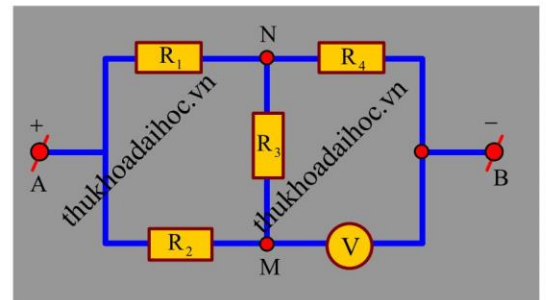 N
R₁
R₄
+
A
R₃
−
B
R₂
M
V
thukhoadaihoc.vn
thukhoadaihoc.vn